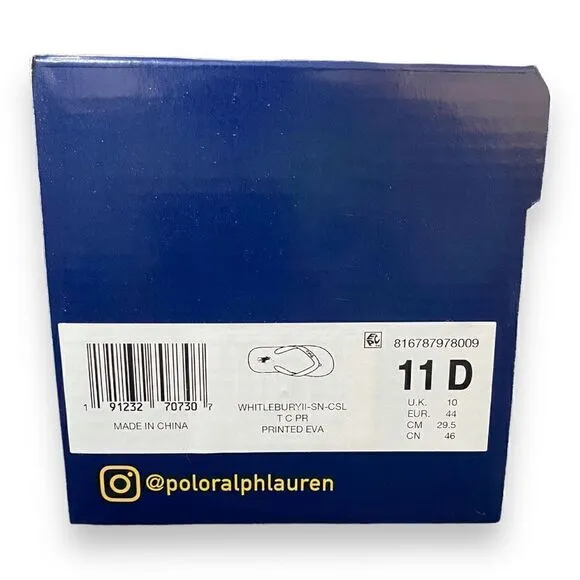 816787978009
11 D
U.K. 10
EUR. 44
CM 29.5
CN 46
1 91232 70730 7
MADE IN CHINA
WHITLEBURYII-SN-CSL
T C PR
PRINTED EVA
@poloralphlauren